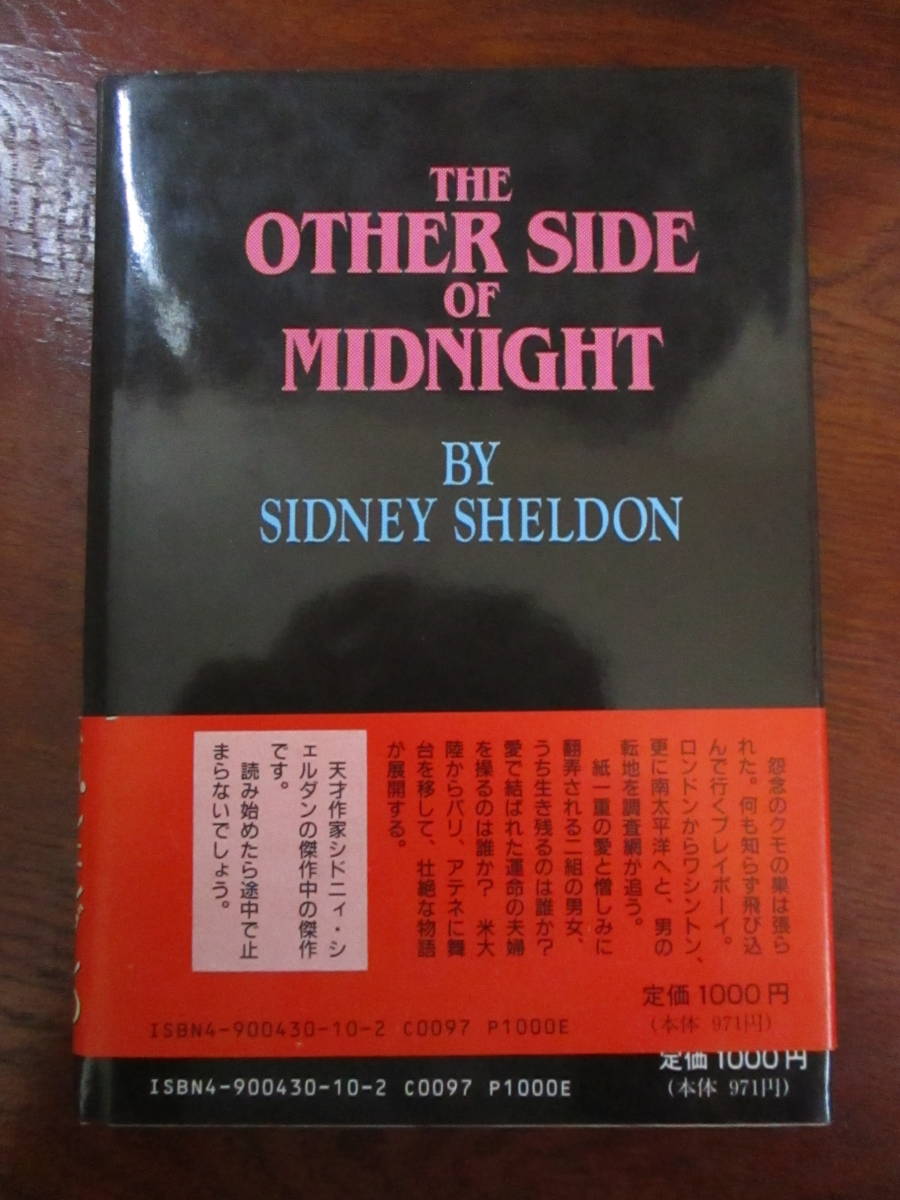 THE
OTHER SIDE
OF
MIDNIGHT
BY
SIDNEY SHELDON
怨念のクモの巣は張ら
れた。何も知らず飛び込
んで行くプレイボーイ。
ロンドンからワシントン、
更に南太平洋へと、男の
転地を調査網が追う。
紙一重の愛と憎しみに
翻弄される二組の男女、
うち生き残るのは誰か?
愛で結ばれた運命の夫婦
を操るのは誰か? 米大
陸からパリ、アテネに舞
台を移して、壮絶な物語
が展開する。
天才作家シドニィ・シ
ェルダンの傑作中の傑作
です。
読み始めたら途中で止
まらないでしょう。
定価1000円
(本体 971円)
ISBN4-900430-10-2 C0097 P1000E
定価1000円
(本体 971円)
ISBN4-900430-10-2 C0097 P1000E